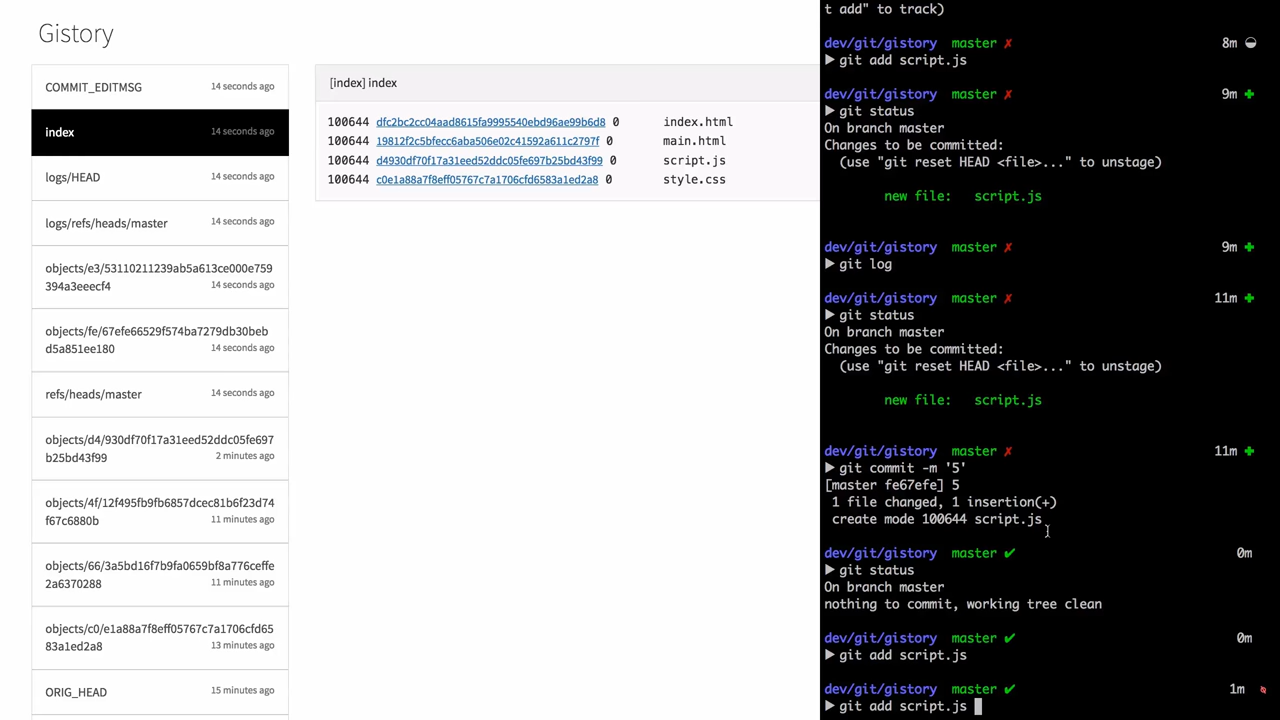 Gistory
COMMIT_EDITMSG 14 seconds ago
index 14 seconds ago
logs/HEAD 14 seconds ago
logs/refs/heads/master 14 seconds ago
objects/e3/53110211239ab5a613ce000e759
394a3eeecf4 14 seconds ago
objects/fe/67efe66529f574ba7279db30beb
d5a851ee180 14 seconds ago
refs/heads/master 14 seconds ago
objects/d4/930df70f17a31eed52ddc05fe697
b25bd43f99 2 minutes ago
objects/4f/12f495fb9fb6857dcec81b6f23d74
f67c6880b 11 minutes ago
objects/66/3a5bd16f7b9fa0659bf8a776ceffe
2a6370288 11 minutes ago
objects/c0/e1a88a7f8eff05767c7a1706cfd65
83a1ed2a8 13 minutes ago
ORIG_HEAD 15 minutes ago
[index] index
100644 dfc2bc2cc04aad8615fa9995540ebd96ae99b6d8 0 index.html
100644 19812f2c5bfecc6aba506e02c41592a611c2797f 0 main.html
100644 d4930df70f17a31eed52ddc05fe697b25bd43f99 0 script.js
100644 c0e1a88a7f8eff05767c7a1706cfd6583a1ed2a8 0 style.css
t add" to track)
dev/git/gistory master ✗ 8m
▶ git add script.js
dev/git/gistory master ✗ 9m
▶ git status
On branch master
Changes to be committed:
(use "git reset HEAD <file>..." to unstage)
new file: script.js
dev/git/gistory master ✗ 9m
▶ git log
dev/git/gistory master ✗ 11m
▶ git status
On branch master
Changes to be committed:
(use "git reset HEAD <file>..." to unstage)
new file: script.js
dev/git/gistory master ✗ 11m
▶ git commit -m '5'
[master fe67efe] 5
1 file changed, 1 insertion(+)
create mode 100644 script.js
dev/git/gistory master ✔ 0m
▶ git status
On branch master
nothing to commit, working tree clean
dev/git/gistory master ✔ 0m
▶ git add script.js
dev/git/gistory master ✔ 1m
▶ git add script.js